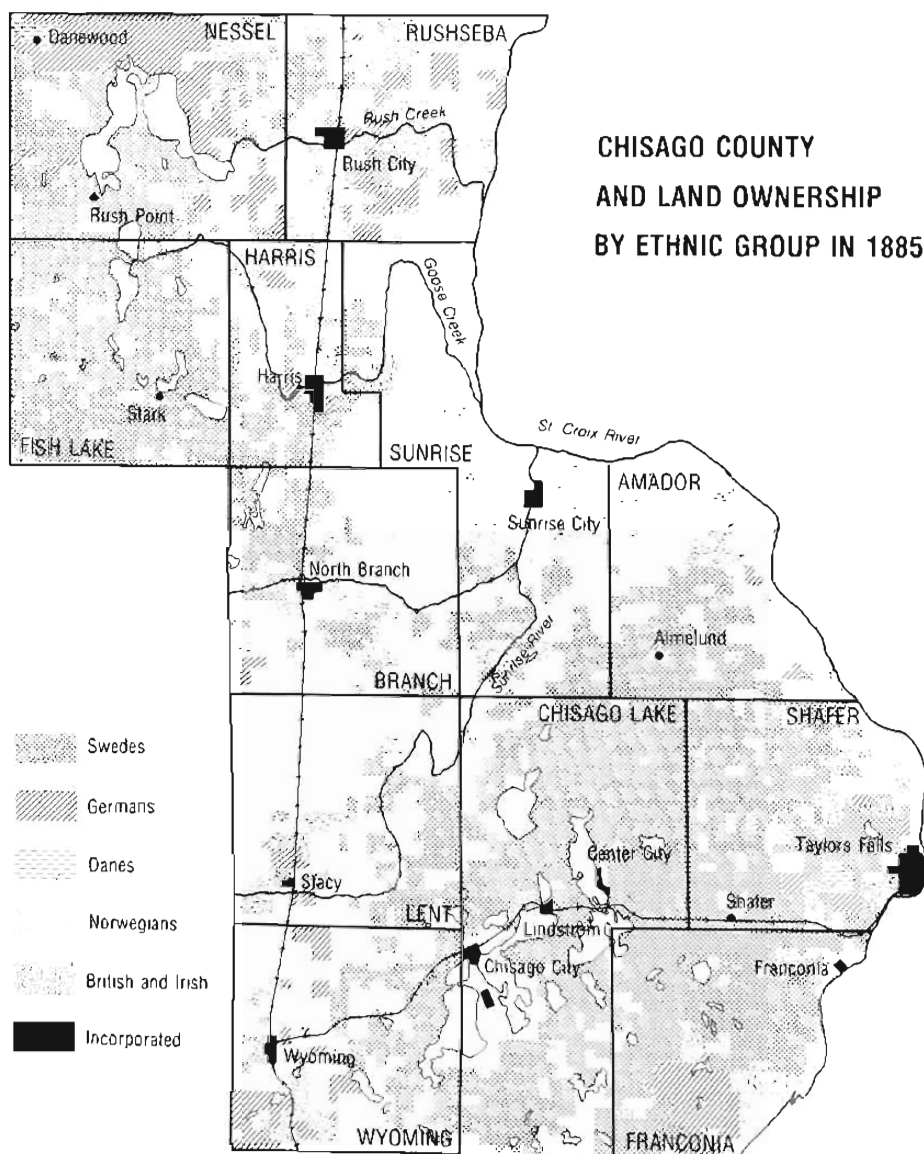 CHISAGO COUNTY
AND LAND OWNERSHIP
BY ETHNIC GROUP IN 1885
Danewood
NESSEL
RUSHSEBA
Rush Creek
Rush City
Rush Point
HARRIS
Goose Creek
Harris
Stark
FISH LAKE
SUNRISE
St. Croix River
AMADOR
Sunrise City
North Branch
Almelund
Sunrise River
BRANCH
CHISAGO LAKE
SHAFER
Taylors Falls
Center City
Stacy
Shafer
LENT
Lindstrom
Chisago City
Franconia
Wyoming
WYOMING
FRANCONIA
Swedes
Germans
Danes
Norwegians
British and Irish
Incorporated